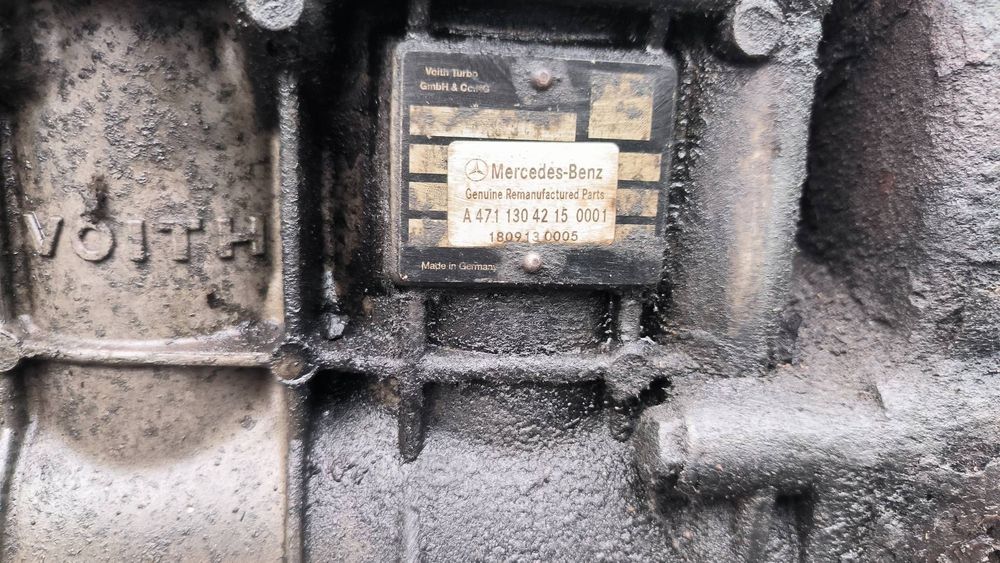 VOITH
Voith Turbo
GmbH & Co. KG
Mercedes-Benz
Genuine Remanufactured Parts
A 471 130 42 15 0001
180913 0005
Made in Germany